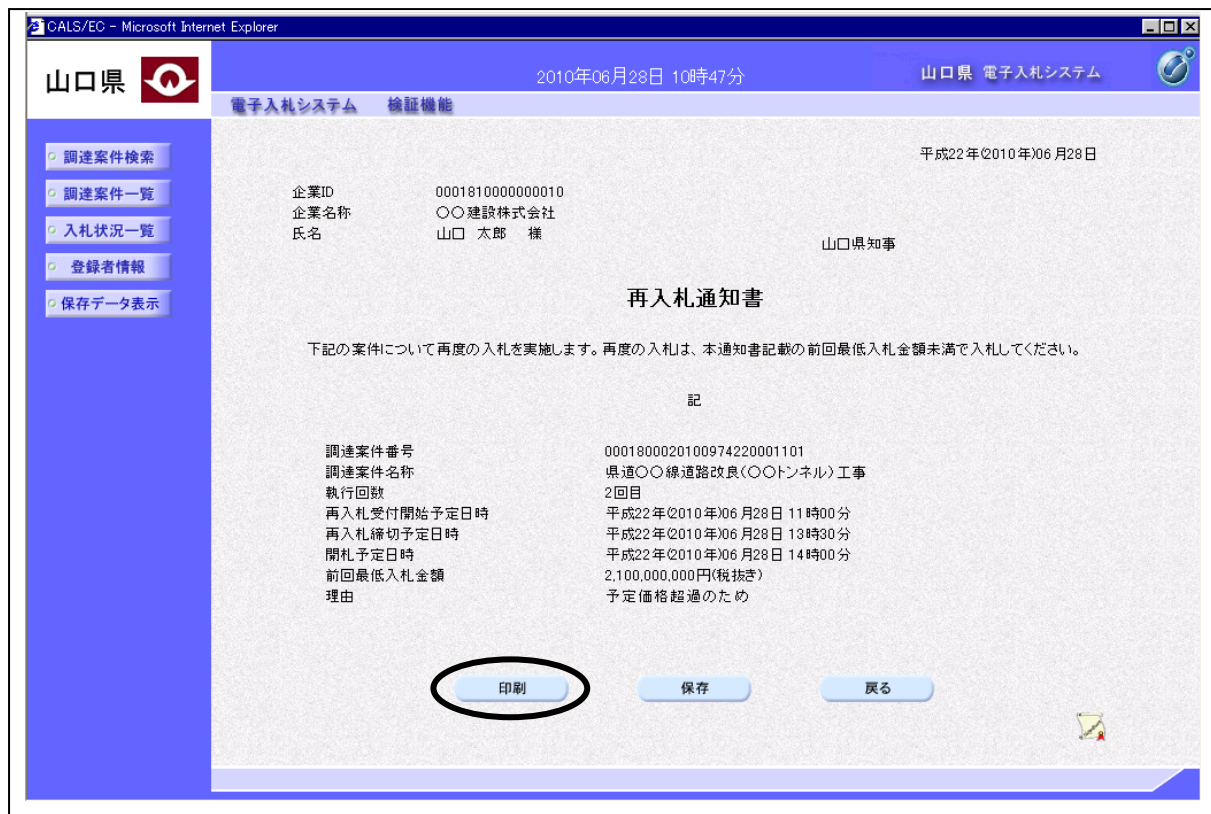 CALS/EC - Microsoft Internet Explorer
山口県
2010年06月28日 10時47分
山口県 電子入札システム
電子入札システム 検証機能
調達案件検索
調達案件一覧
入札状況一覧
登録者情報
保存データ表示
平成22年(2010年)06月28日
企業ID 0001810000000010
企業名称 〇〇建設株式会社
氏名 山口 太郎 様
山口県知事
再入札通知書
下記の案件について再度の入札を実施します。再度の入札は、本通知書記載の前回最低入札金額未満で入札してください。
記
調達案件番号 0001800020100974220001101
調達案件名称 県道〇〇線道路改良(〇〇トンネル)工事
執行回数 2回目
再入札受付開始予定日時 平成22年(2010年)06月28日 11時00分
再入札締切予定日時 平成22年(2010年)06月28日 13時30分
開札予定日時 平成22年(2010年)06月28日 14時00分
前回最低入札金額 2,100,000,000円(税抜き)
理由 予定価格超過のため
印刷 保存 戻る